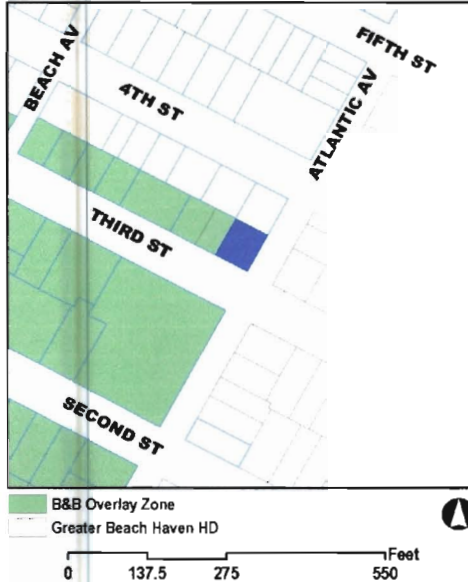 FIFTH ST
BEACH AV
4TH ST
ATLANTIC AV
THIRD ST
SECOND ST
B&B Overlay Zone
Greater Beach Haven HD
Feet
0 137.5 275 550